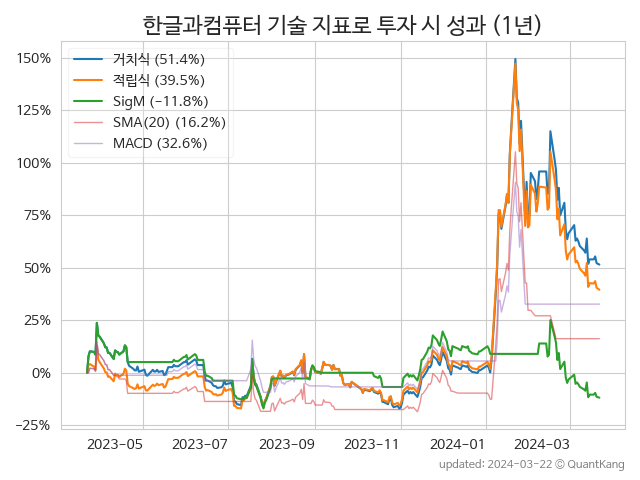 한글과컴퓨터 기술 지표로 투자 시 성과 (1년)
150%
125%
100%
75%
50%
25%
0%
−25%
거치식 (51.4%)
적립식 (39.5%)
SigM (−11.8%)
SMA(20) (16.2%)
MACD (32.6%)
2023−05
2023−07
2023−09
2023−11
2024−01
2024−03
updated: 2024−03−22 © QuantKang